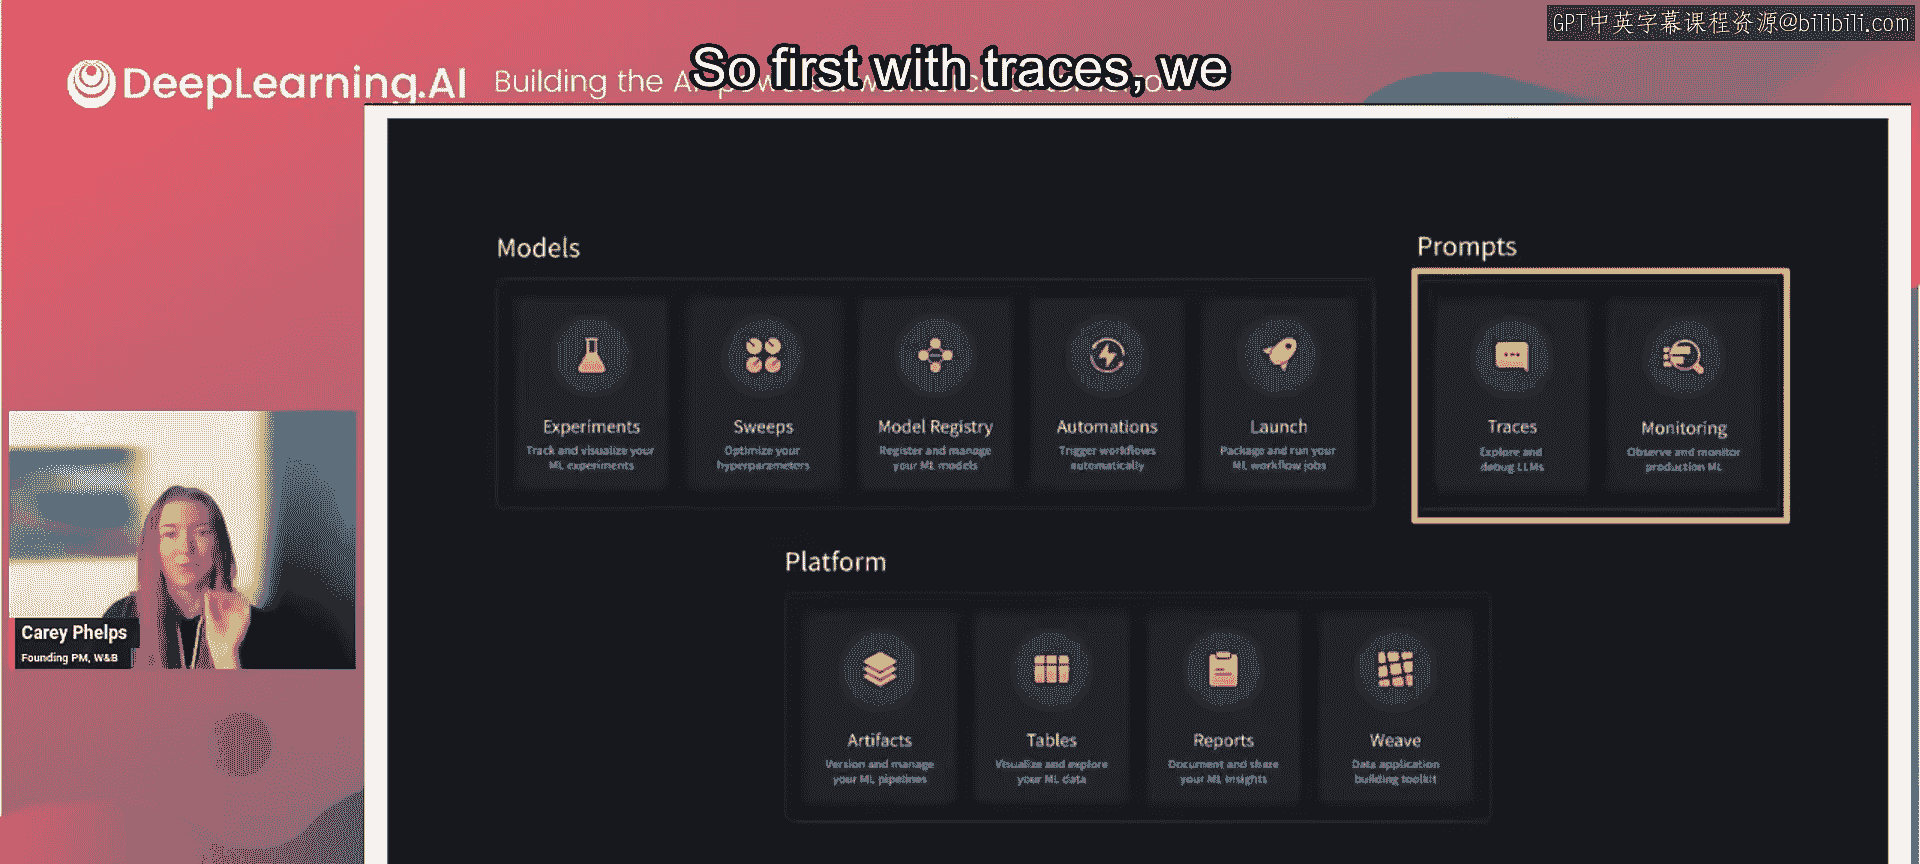 GPT中英字幕课程资源@bilibili.com
So first with traces, we
DeepLearning.AI
Building the
Models
Prompts
Experiments
Track and visualize your
ML experiments
Sweeps
Optimize your
hyperparameters
Model Registry
Register and manage
your ML models
Automations
Trigger workflows
automatically
Launch
Package and run your
ML workflow jobs
Traces
Explore and
debug LLMs
Monitoring
Observe and monitor
production ML
Platform
Artifacts
Version and manage
your ML pipelines
Tables
Visualize and explore
your ML data
Reports
Document and share
your ML insights
Weave
Data application
building toolkit
Carey Phelps
Founding PM, W&B